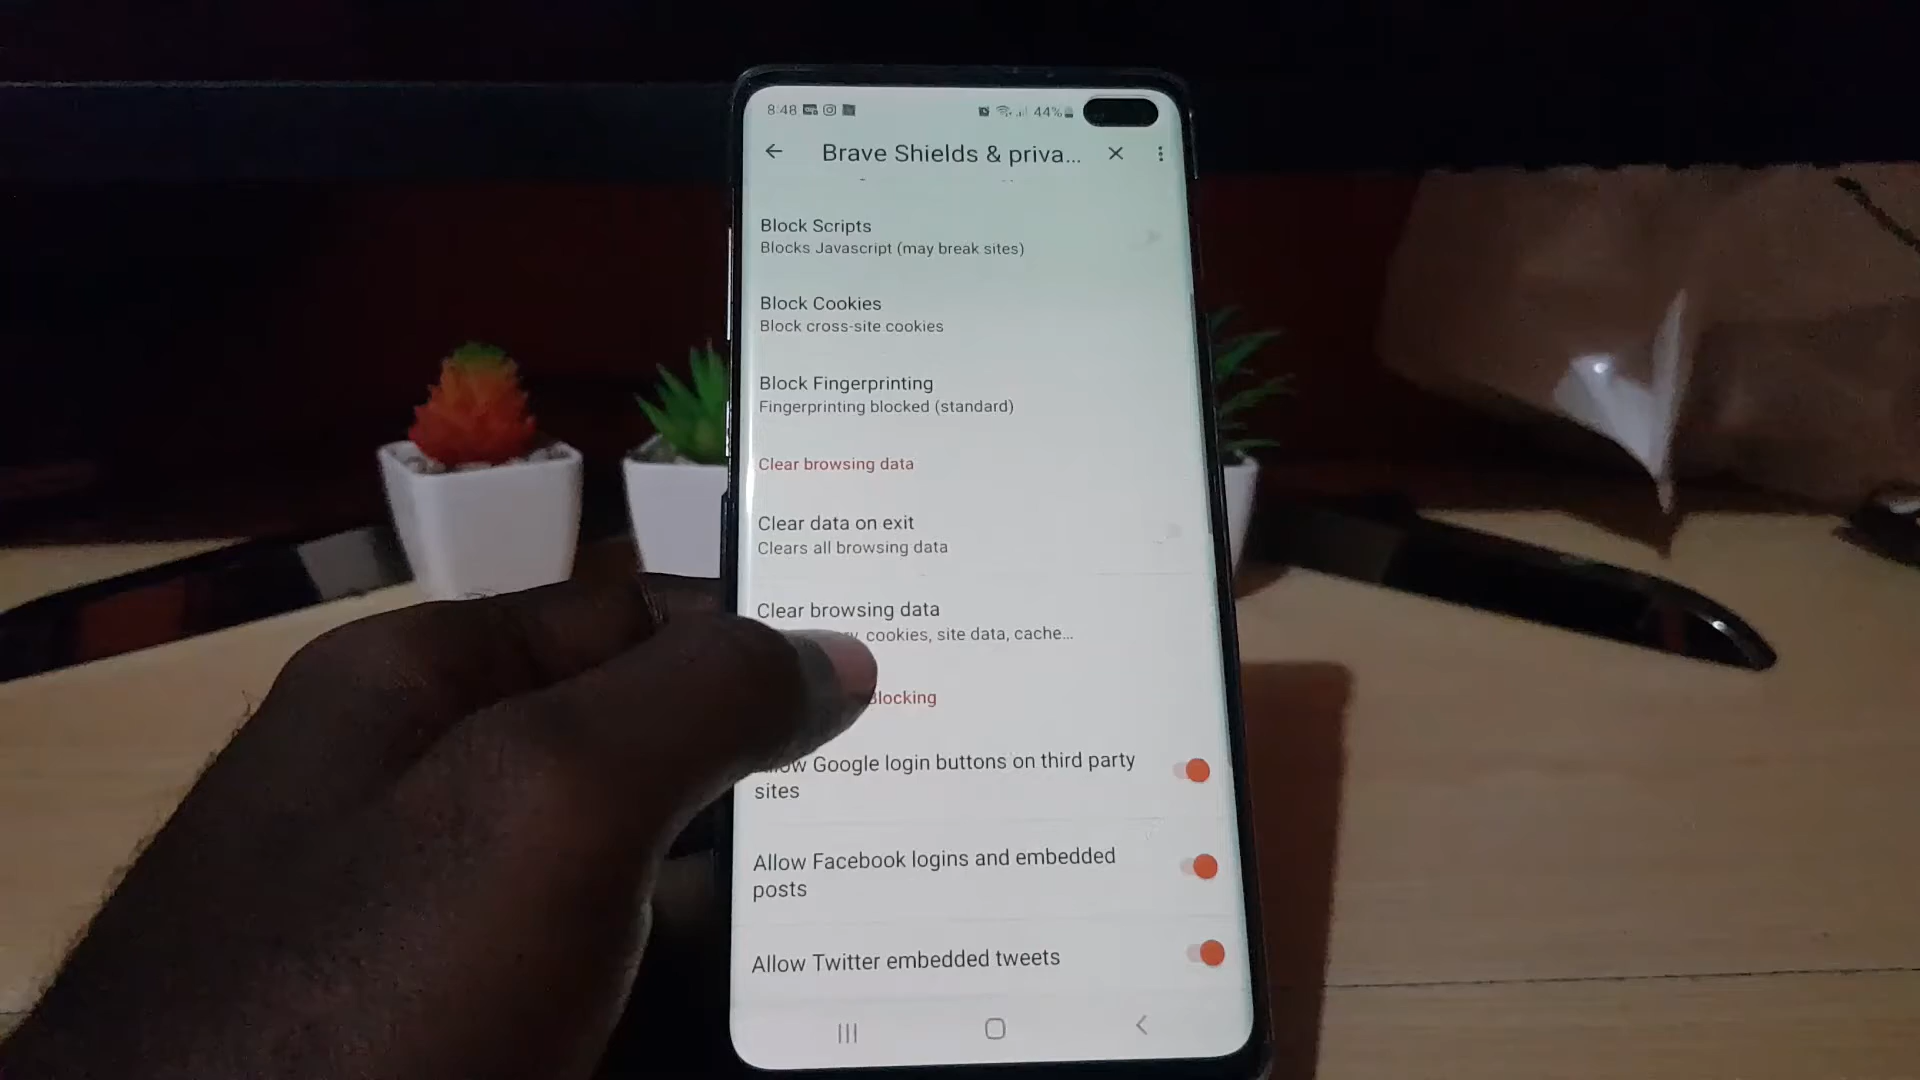 8:48
44%
Brave Shields & priva...
Block Scripts
Blocks Javascript (may break sites)
Block Cookies
Block cross-site cookies
Block Fingerprinting
Fingerprinting blocked (standard)
Clear browsing data
Clear data on exit
Clears all browsing data
Clear browsing data
cookies, site data, cache...
Blocking
Google login buttons on third party
sites
Allow Facebook logins and embedded
posts
Allow Twitter embedded tweets